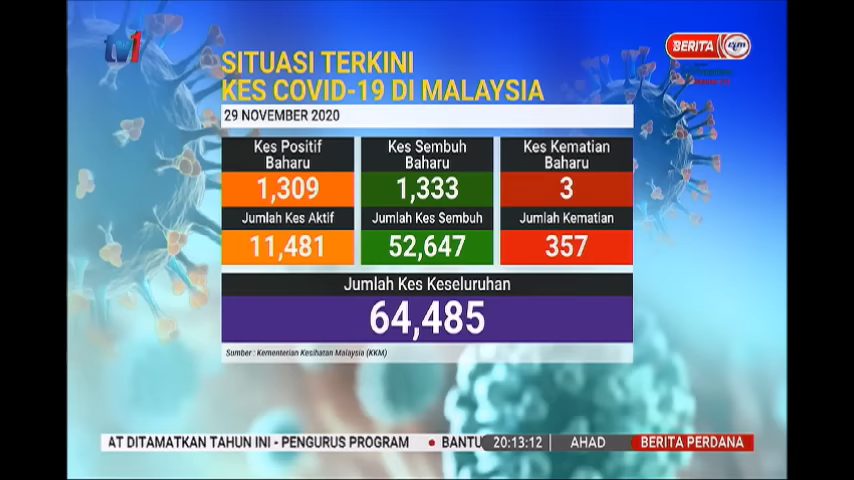 tv1
BERITA rtm
SITUASI TERKINI
KES COVID-19 DI MALAYSIA
29 NOVEMBER 2020
Kes Positif
Baharu
1,309
Jumlah Kes Aktif
11,481
Kes Sembuh
Baharu
1,333
Jumlah Kes Sembuh
52,647
Kes Kematian
Baharu
3
Jumlah Kematian
357
Jumlah Kes Keseluruhan
64,485
Sumber : Kementerian Kesihatan Malaysia (KKM)
AT DITAMATKAN TAHUN INI - PENGURUS PROGRAM • BANTU 20:13:12 | AHAD BERITA PERDANA